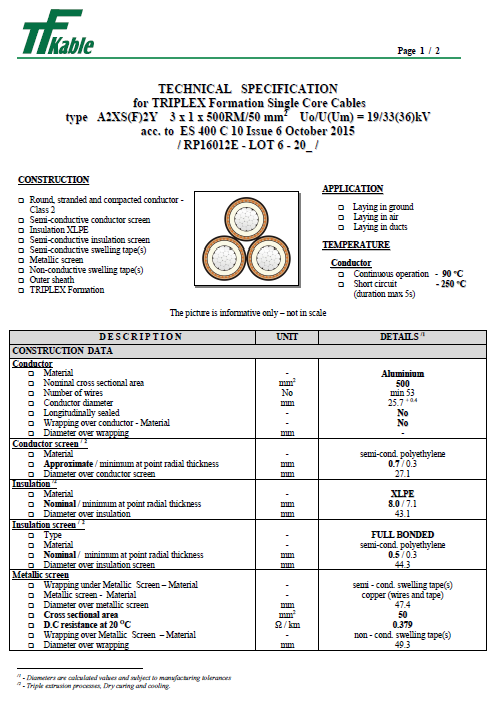 TF Kable
Page 1 / 2
TECHNICAL SPECIFICATION
for TRIPLEX Formation Single Core Cables
type A2XS(F)2Y 3 x 1 x 500RM/50 mm² Uo/U(Um) = 19/33(36)kV
acc. to ES 400 C 10 Issue 6 October 2015
/ RP16012E - LOT 6 - 20_ /
CONSTRUCTION
Round, stranded and compacted conductor -
Class 2
Semi-conductive conductor screen
Insulation XLPE
Semi-conductive insulation screen
Semi-conductive swelling tape(s)
Metallic screen
Non-conductive swelling tape(s)
Outer sheath
TRIPLEX Formation
APPLICATION
Laying in ground
Laying in air
Laying in ducts
TEMPERATURE
Conductor
Continuous operation - 90 °C
Short circuit - 250 °C
(duration max 5s)
The picture is informative only – not in scale
DESCRIPTION UNIT DETAILS /1
CONSTRUCTION DATA
Conductor
Material - Aluminium
Nominal cross sectional area mm² 500
Number of wires No min 53
Conductor diameter mm 25.7 + 0.4
Longitudinally sealed - No
Wrapping over conductor - Material - No
Diameter over wrapping mm -
Conductor screen / 2
Material - semi-cond. polyethylene
Approximate / minimum at point radial thickness mm 0.7 / 0.3
Diameter over conductor screen mm 27.1
Insulation /2
Material - XLPE
Nominal / minimum at point radial thickness mm 8.0 / 7.1
Diameter over insulation mm 43.1
Insulation screen / 2
Type - FULL BONDED
Material - semi-cond. polyethylene
Nominal / minimum at point radial thickness mm 0.5 / 0.3
Diameter over insulation screen mm 44.3
Metallic screen
Wrapping under Metallic Screen – Material - semi - cond. swelling tape(s)
Metallic screen - Material - copper (wires and tape)
Diameter over metallic screen mm 47.4
Cross sectional area mm² 50
D.C resistance at 20 °C Ω / km 0.379
Wrapping over Metallic Screen – Material - non - cond. swelling tape(s)
Diameter over wrapping mm 49.3
/1 - Diameters are calculated values and subject to manufacturing tolerances
/2 - Triple extrusion processes, Dry curing and cooling.